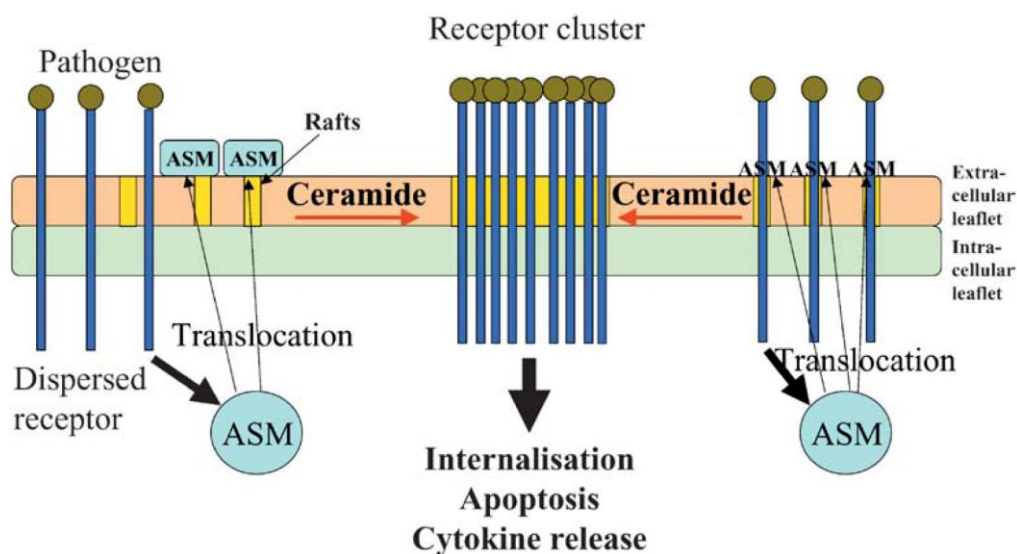 Receptor cluster
Pathogen
Rafts
ASM
ASM
ASM
ASM
ASM
Ceramide
Ceramide
Extra-
cellular
leaflet
Intra-
cellular
leaflet
Translocation
Translocation
Dispersed
receptor
ASM
ASM
Internalisation
Apoptosis
Cytokine release